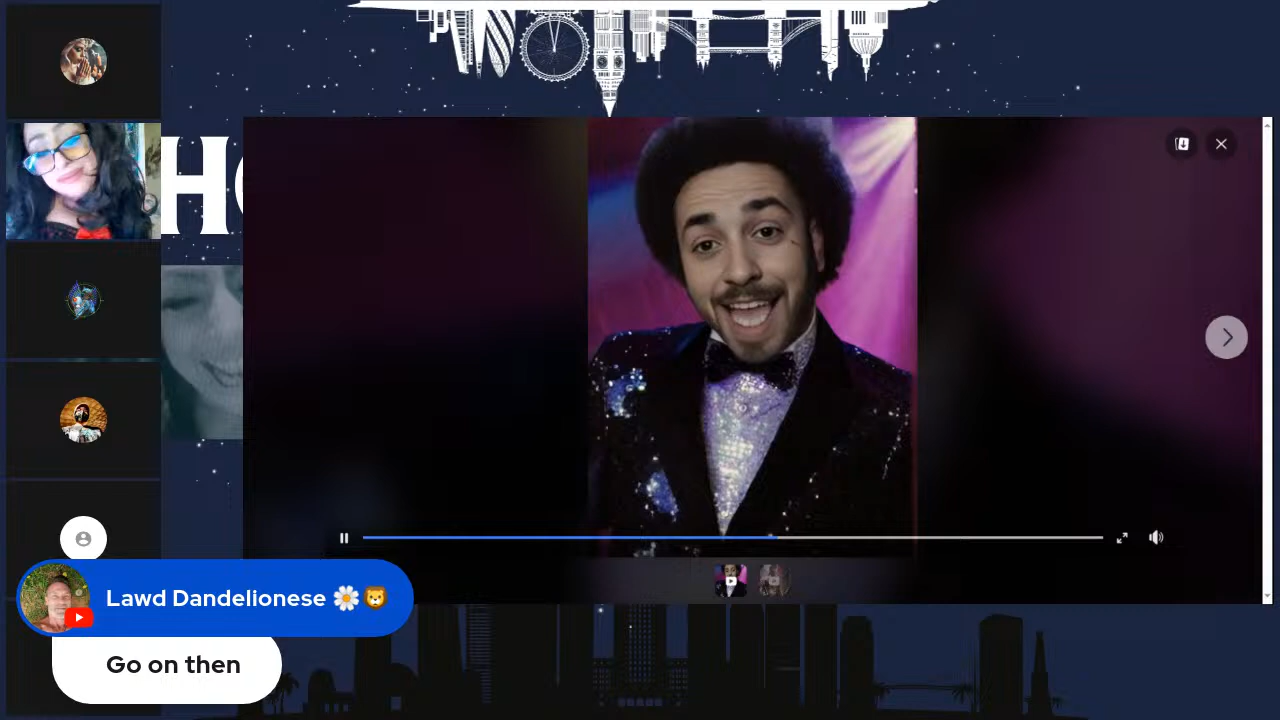 H
Lawd Dandelionese 🌼🦁
Go on then